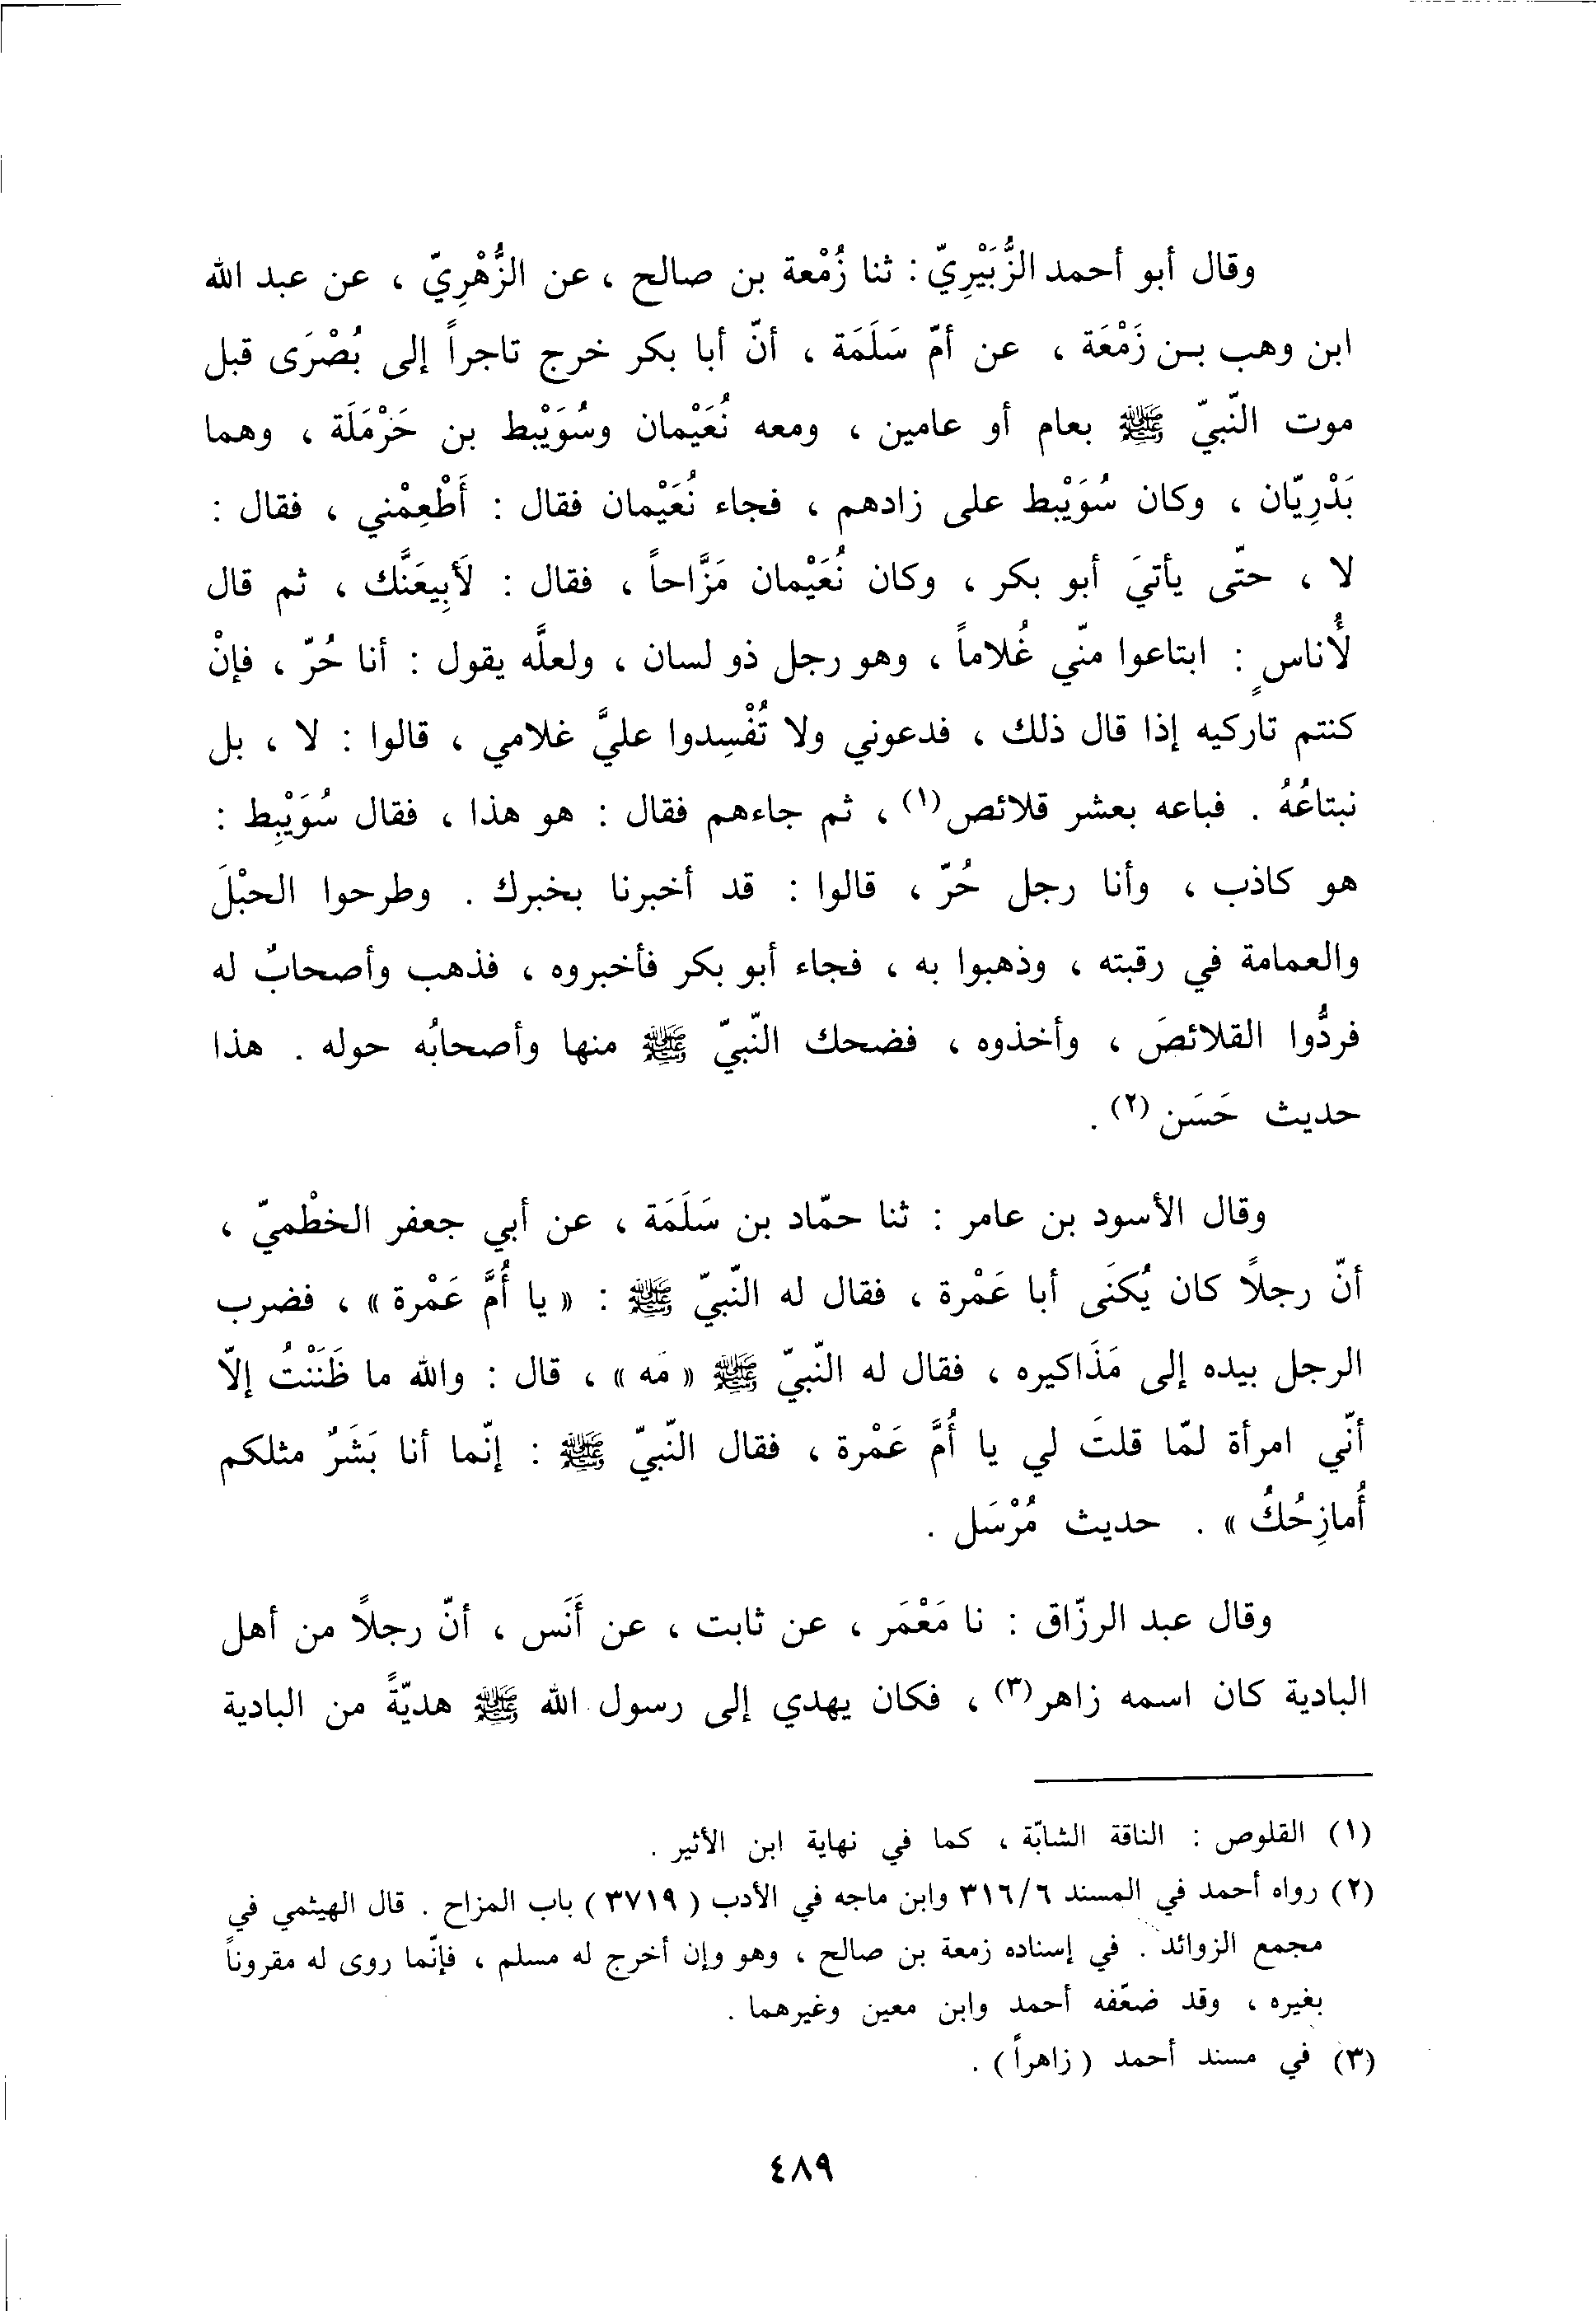 وقال أبو أحمد الزُّبَيْرِيّ : ثنا زُمْعة بن صالح ، عن الزُّهْرِيّ ، عن عبد الله
ابن وهب بـن زَمْعَة ، عن أمّ سَلَمَة ، أنّ أبا بكر خرج تاجراً إلى بُصْرَى قبل
موت النّبيّ ﷺ بعام أو عامين ، ومعه نُعَيْمان وسُوَيْبط بن حَرْمَلَة ، وهما
بَدْرِيّان ، وكان سُوَيْبط على زادهم ، فجاء نُعَيْمان فقال : أَطْعِمْني ، فقال :
لا ، حتّى يأتيَ أبو بكر ، وكان نُعَيْمان مَزَّاحاً ، فقال : لَأَبِيعَنَّك ، ثم قال
لأُناسٍ : ابتاعوا منّي غُلاماً ، وهو رجل ذو لسان ، ولعلَّه يقول : أنا حُرّ ، فإنْ
كنتم تاركيه إذا قال ذلك ، فدعوني ولا تُفْسِدوا عليَّ غلامي ، قالوا : لا ، بل
نبتاعُهُ . فباعه بعشر قلائص(١) ، ثم جاءهم فقال : هو هذا ، فقال سُوَيْبِط :
هو كاذب ، وأنا رجل حُرّ ، قالوا : قد أخبرنا بخبرك . وطرحوا الحبْلَ
والعمامة في رقبته ، وذهبوا به ، فجاء أبو بكر فأخبروه ، فذهب وأصحابٌ له
فردُّوا القلائصَ ، وأخذوه ، فضحك النّبيّ ﷺ منها وأصحابُه حوله . هذا
حديث حَسَن (٢) .
وقال الأسود بن عامر : ثنا حمّاد بن سَلَمَة ، عن أبي جعفر الخطْميّ ،
أنّ رجلاً كان يُكنَى أبا عَمْرة ، فقال له النّبيّ ﷺ : « يا أُمَّ عَمْرة » ، فضرب
الرجل بيده إلى مَذَاكيره ، فقال له النّبيّ ﷺ « مَه » ، قال : والله ما ظَنَنْتُ إلاّ
أنّي امرأة لمّا قلتَ لي يا أُمَّ عَمْرة ، فقال النّبيّ ﷺ : إنّما أنا بَشَرٌ مثلكم
أُمازِحُكُ » . حديث مُرْسَل .
وقال عبد الرزّاق : نا مَعْمَر ، عن ثابت ، عن أَنَس ، أنّ رجلاً من أهل
البادية كان اسمه زاهر(٣) ، فكان يهدي إلى رسول الله ﷺ هديّةً من البادية
(١) القلوص : الناقة الشابّة ، كما في نهاية ابن الأثير .
(٢) رواه أحمد في المسند ٣١٦/٦ وابن ماجه في الأدب ( ٣٧١٩ ) باب المزاح . قال الهيثمي في
مجمع الزوائد . في إسناده زمعة بن صالح ، وهو وإن أخرج له مسلم ، فإنّما روى له مقروناً
بغيره ، وقد ضعّفه أحمد وابن معين وغيرهما .
(٣) في مسند أحمد ( زاهراً ) .
٤٨٩